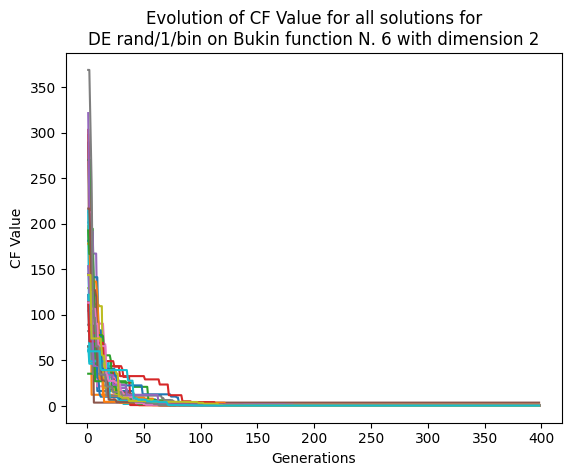 Evolution of CF Value for all solutions for
DE rand/1/bin on Bukin function N. 6 with dimension 2
350
300
250
200
150
100
50
0
CF Value
0 50 100 150 200 250 300 350 400
Generations